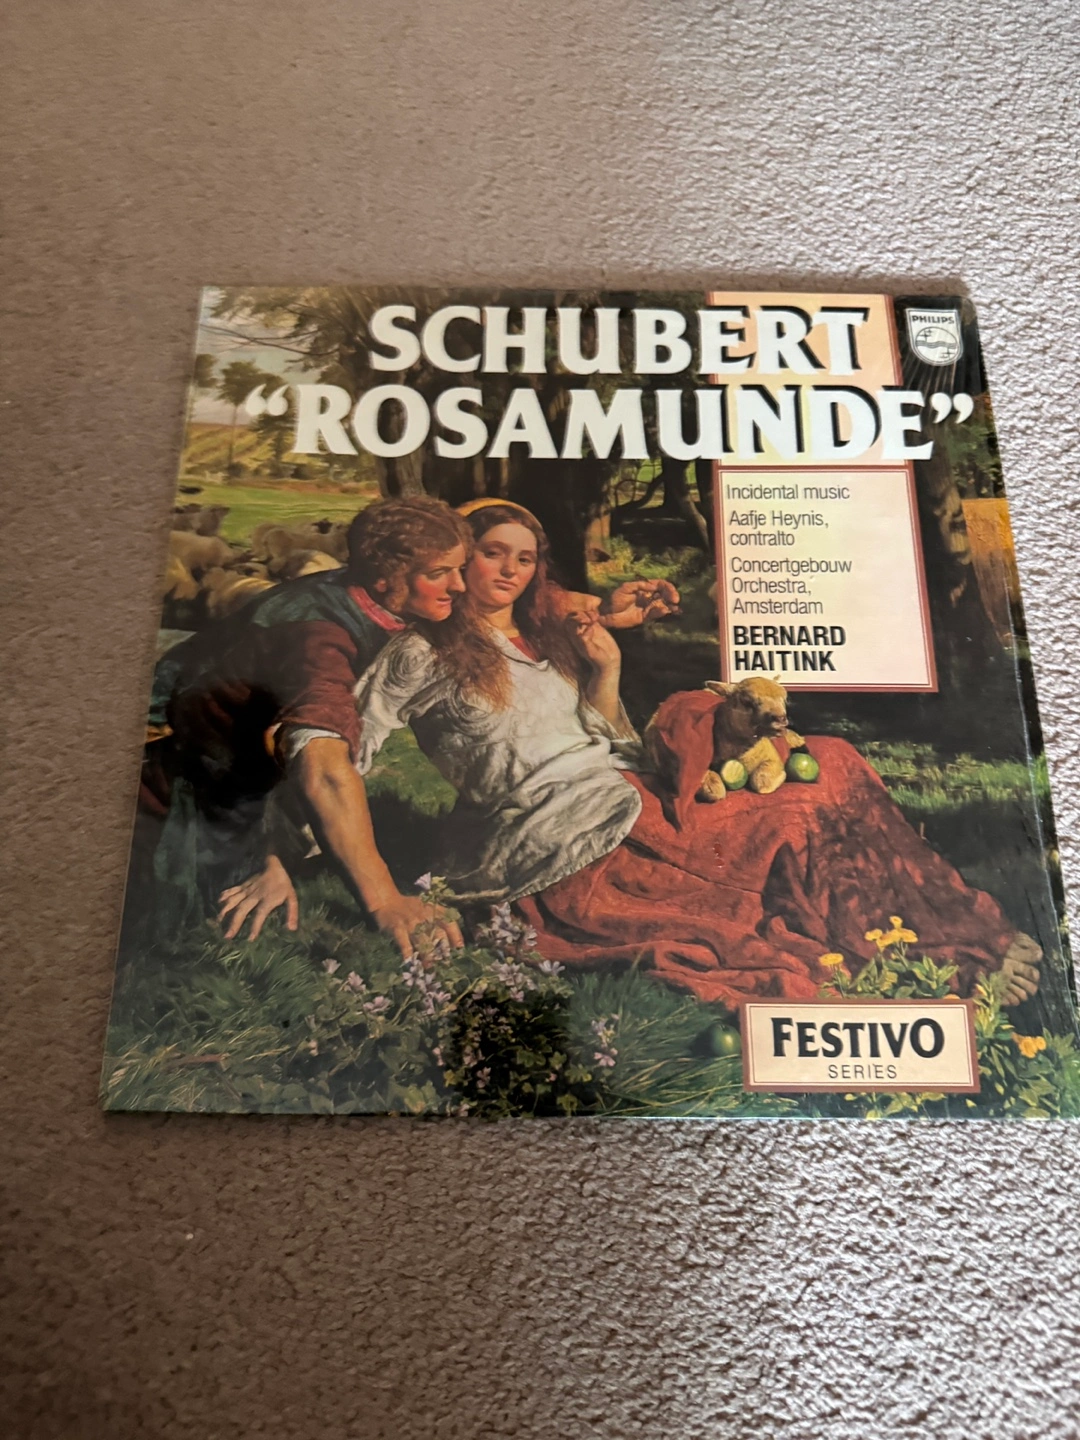 SCHUBERT
PHILIPS
“ROSAMUNDE”
Incidental music
Aafje Heynis,
contralto
Concertgebouw
Orchestra,
Amsterdam
BERNARD
HAITINK
FESTIVO
SERIES